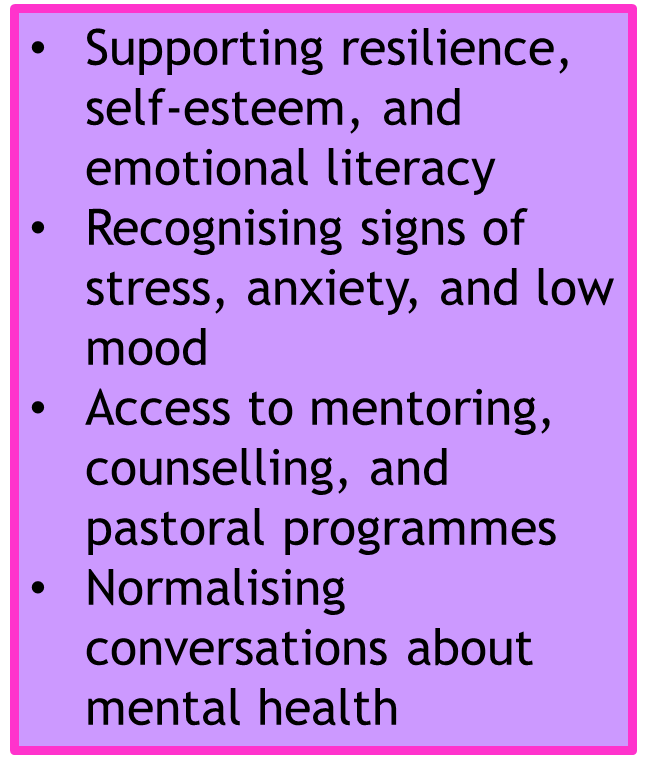 • Supporting resilience,
self-esteem, and
emotional literacy
• Recognising signs of
stress, anxiety, and low
mood
• Access to mentoring,
counselling, and
pastoral programmes
• Normalising
conversations about
mental health